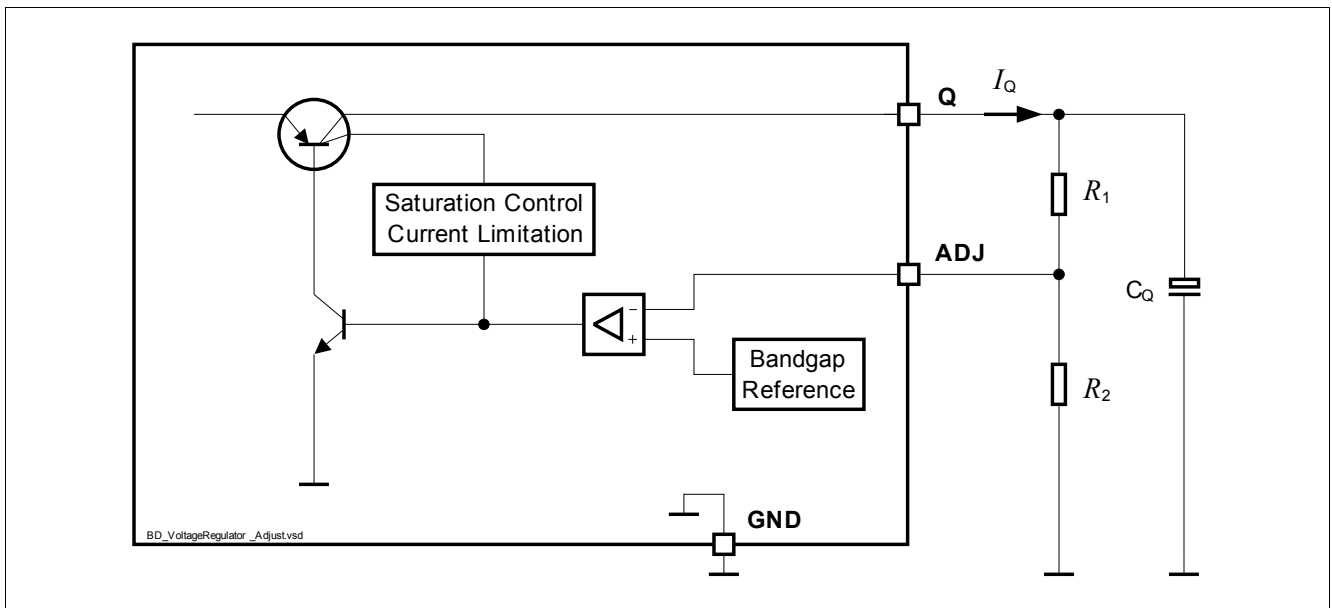 Q
I_Q
Saturation Control
Current Limitation
R_1
ADJ
C_Q
-
+
Bandgap
Reference
R_2
GND
BD_VoltageRegulator _Adjust.vsd